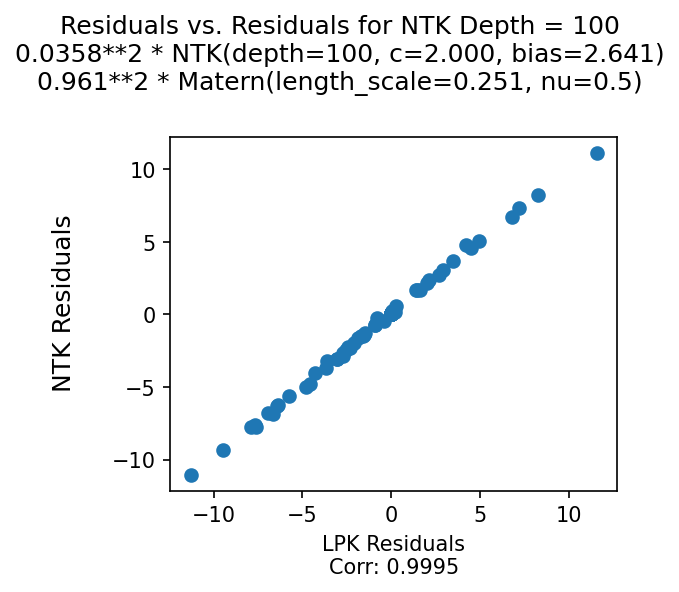 Residuals vs. Residuals for NTK Depth = 100
0.0358**2 * NTK(depth=100, c=2.000, bias=2.641)
0.961**2 * Matern(length_scale=0.251, nu=0.5)
NTK Residuals
10
5
0
−5
−10
−10
−5
0
5
10
LPK Residuals
Corr: 0.9995